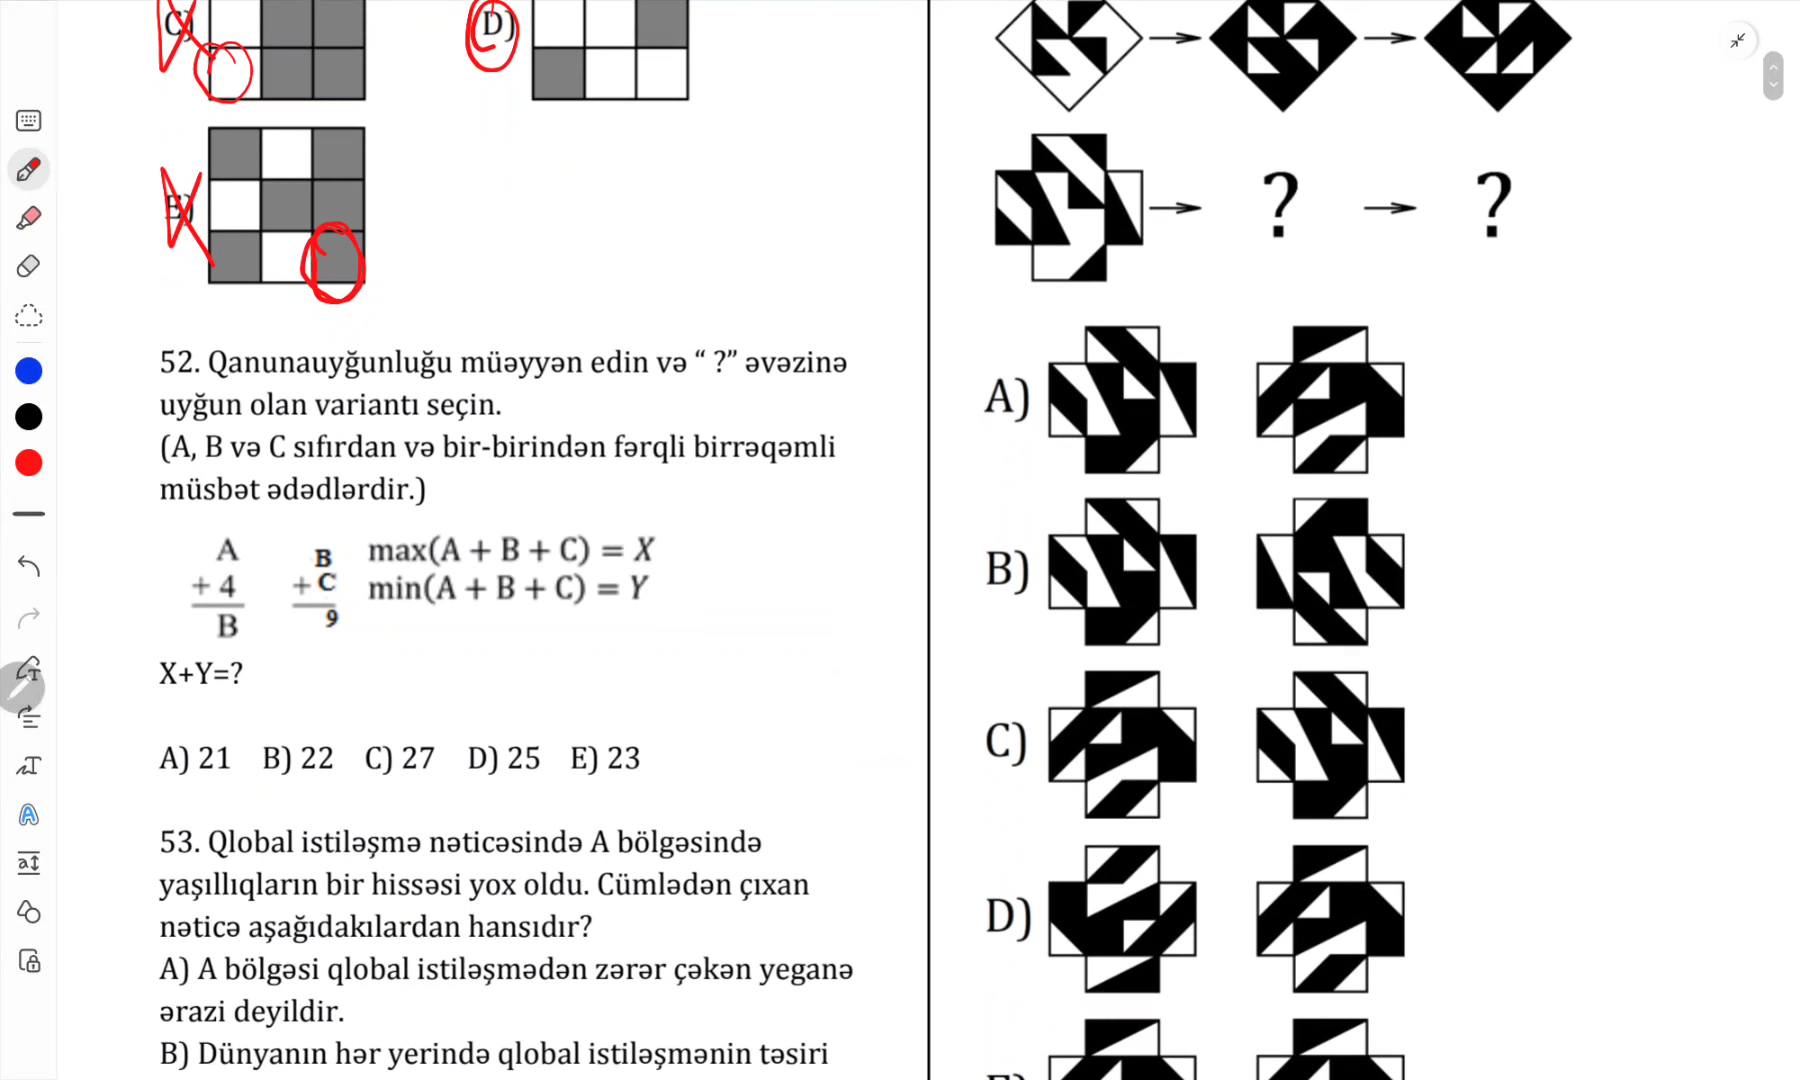 C)
D)
E)
52. Qanunauyğunluğu müəyyən edin və “ ?” əvəzinə
uyğun olan variantı seçin.
(A, B və C sıfırdan və bir-birindən fərqli birrəqəmli
müsbət ədədlərdir.)
A
+ 4
B
B
+ C
9
max(A + B + C) = X
min(A + B + C) = Y
X+Y=?
A) 21 B) 22 C) 27 D) 25 E) 23
53. Qlobal istiləşmə nəticəsində A bölgəsində
yaşıllıqların bir hissəsi yox oldu. Cümlədən çıxan
nəticə aşağıdakılardan hansıdır?
A) A bölgəsi qlobal istiləşmədən zərər çəkən yeganə
ərazi deyildir.
B) Dünyanın hər yerində qlobal istiləşmənin təsiri
? ?
A)
B)
C)
D)